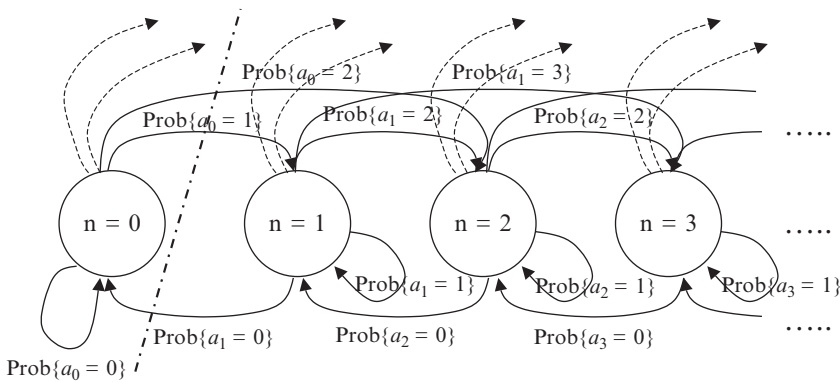 Prob{a₀ = 2}
Prob{a₁ = 3}
Prob{a₀ = 1}
Prob{a₁ = 2}
Prob{a₂ = 2}
.....
n = 0
n = 1
n = 2
n = 3
.....
Prob{a₁ = 1}
Prob{a₂ = 1}
Prob{a₃ = 1}
Prob{a₁ = 0}
Prob{a₂ = 0}
Prob{a₃ = 0}
.....
Prob{a₀ = 0}